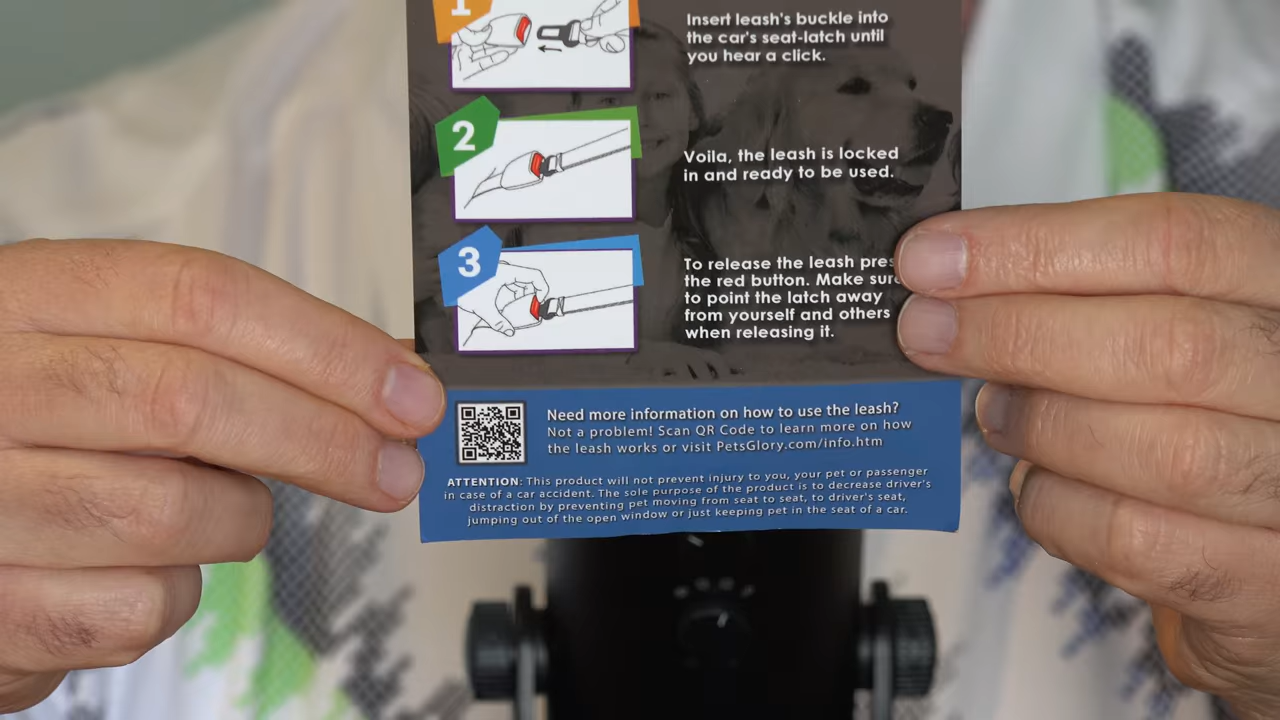 1
Insert leash's buckle into
the car's seat-latch until
you hear a click.
2
Voila, the leash is locked
in and ready to be used.
3
To release the leash pres
the red button. Make sure
to point the latch away
from yourself and others
when releasing it.
Need more information on how to use the leash?
Not a problem! Scan QR Code to learn more on how
the leash works or visit PetsGlory.com/info.htm
ATTENTION: This product will not prevent injury to you, your pet or passenger
in case of a car accident. The sole purpose of the product is to decrease driver's
distraction by preventing pet moving from seat to seat, to driver's seat,
jumping out of the open window or just keeping pet in the seat of a car.